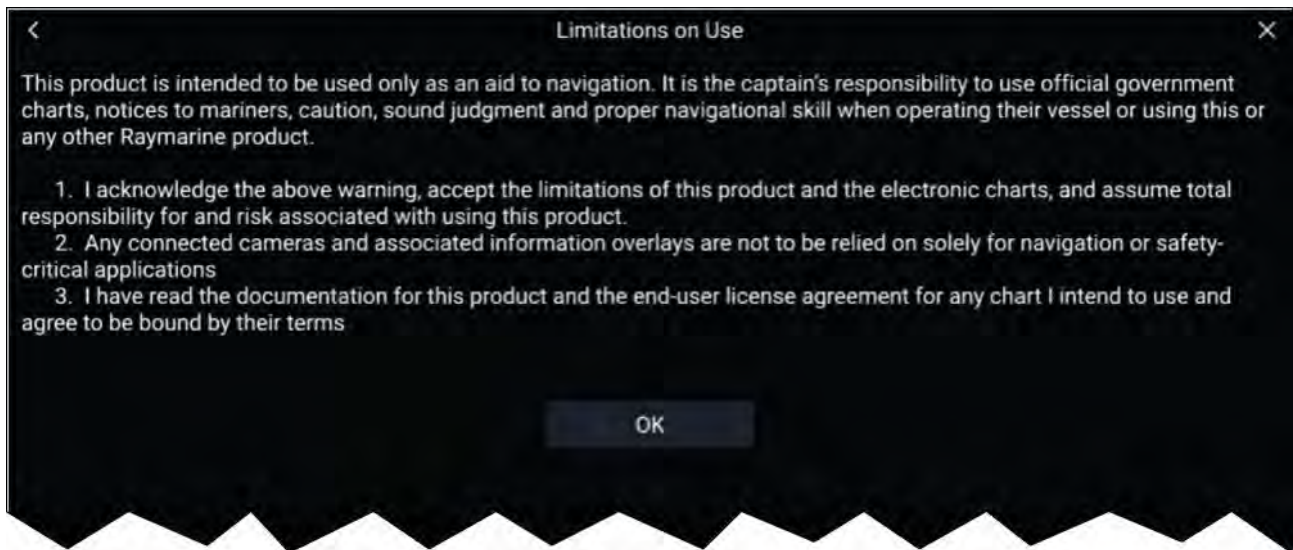 Limitations on Use
This product is intended to be used only as an aid to navigation. It is the captain's responsibility to use official government
charts, notices to mariners, caution, sound judgment and proper navigational skill when operating their vessel or using this or
any other Raymarine product.
1. I acknowledge the above warning, accept the limitations of this product and the electronic charts, and assume total
responsibility for and risk associated with using this product.
2. Any connected cameras and associated information overlays are not to be relied on solely for navigation or safety-
critical applications
3. I have read the documentation for this product and the end-user license agreement for any chart I intend to use and
agree to be bound by their terms
OK